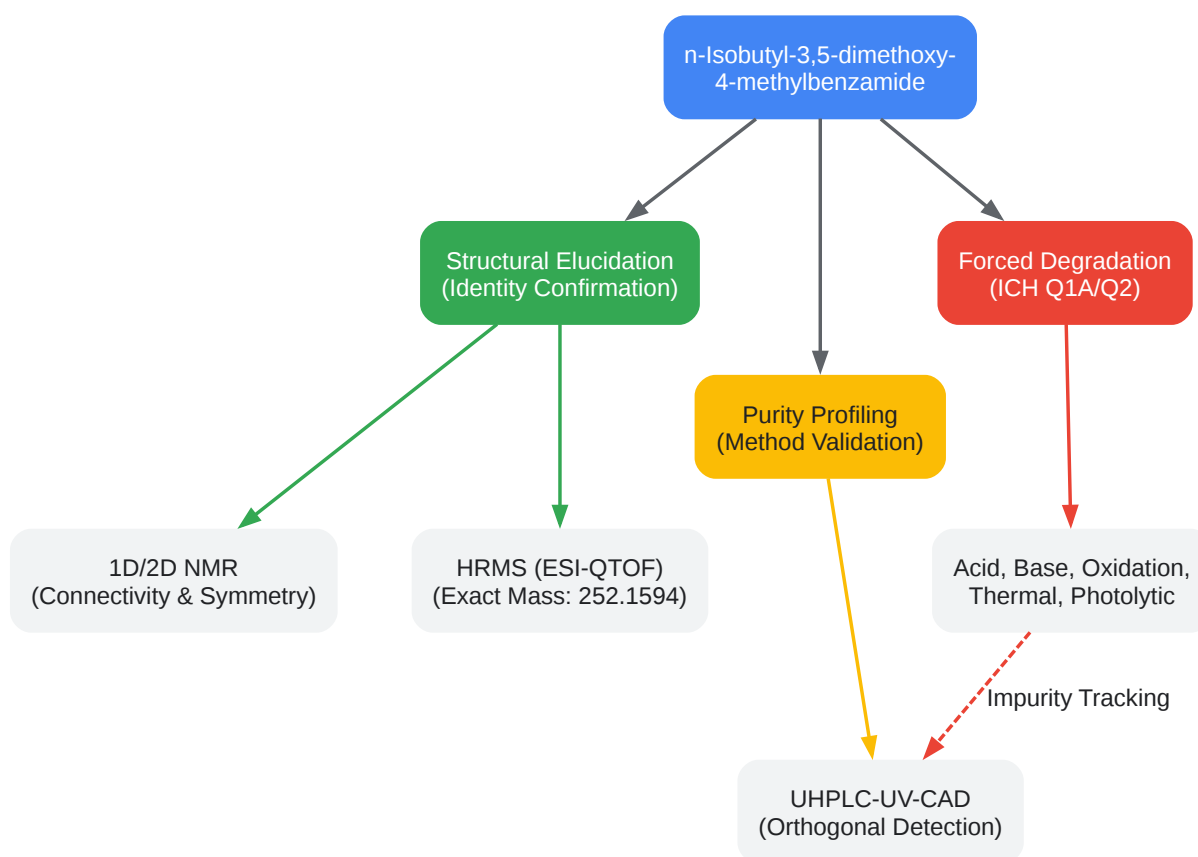 n-Isobutyl-3,5-dimethoxy-
4-methylbenzamide
Structural Elucidation
(Identity Confirmation)
Forced Degradation
(ICH Q1A/Q2)
Purity Profiling
(Method Validation)
1D/2D NMR
(Connectivity & Symmetry)
HRMS (ESI-QTOF)
(Exact Mass: 252.1594)
Acid, Base, Oxidation,
Thermal, Photolytic
Impurity Tracking
UHPLC-UV-CAD
(Orthogonal Detection)